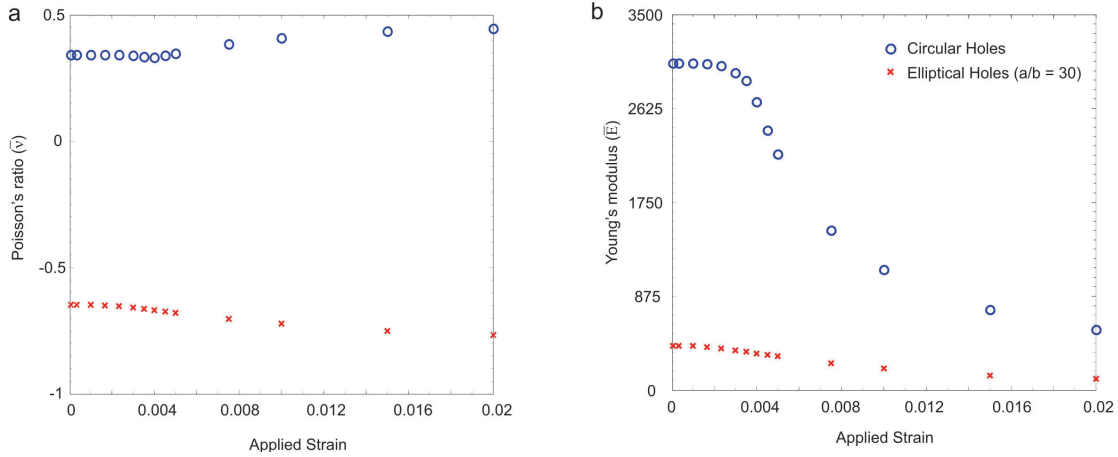 a
0.5
0
-0.5
-1
Poisson's ratio (ν̅)
0 0.004 0.008 0.012 0.016 0.02
Applied Strain
b
3500
2625
1750
875
0
Young's modulus (E̅)
Circular Holes
Elliptical Holes (a/b = 30)
0 0.004 0.008 0.012 0.016 0.02
Applied Strain